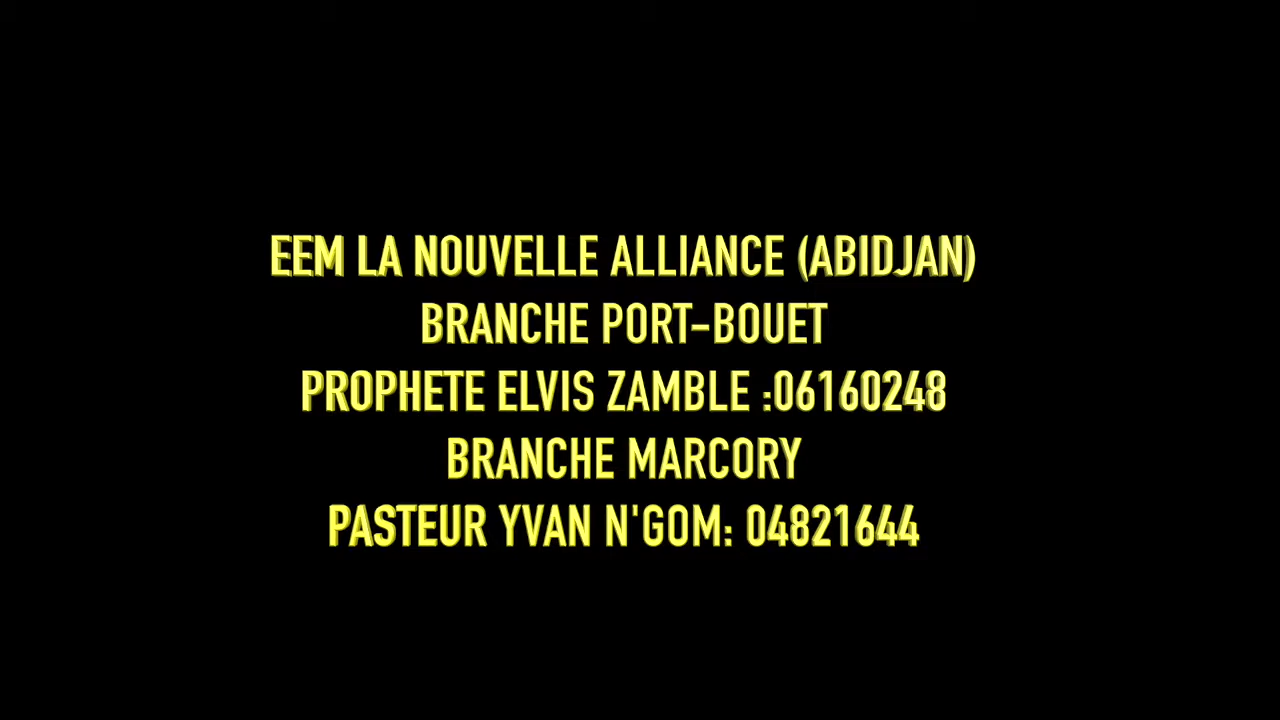 EEM LA NOUVELLE ALLIANCE (ABIDJAN)
BRANCHE PORT-BOUET
PROPHETE ELVIS ZAMBLE :06160248
BRANCHE MARCORY
PASTEUR YVAN N'GOM: 04821644